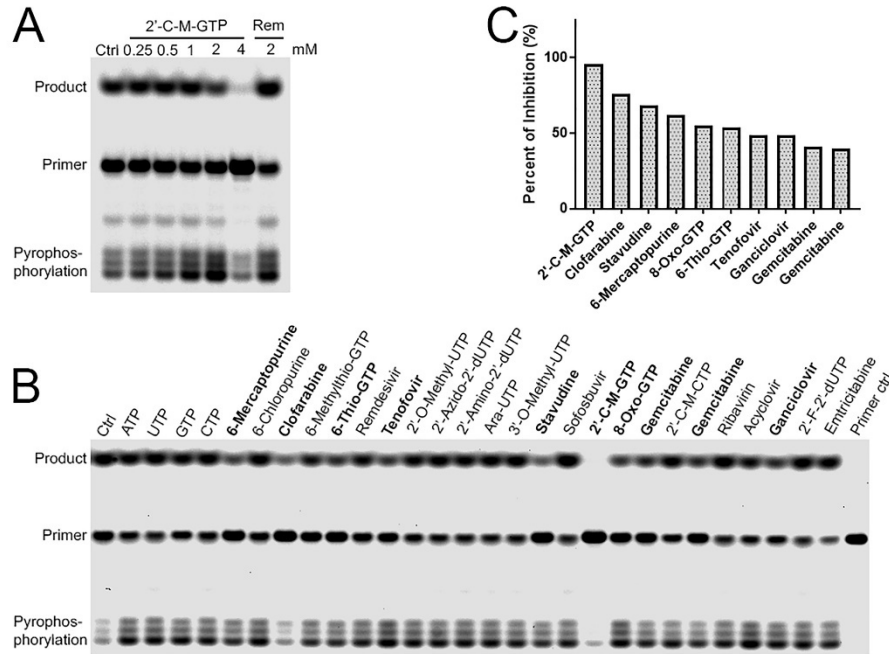 A
2'-C-M-GTP Rem
Ctrl 0.25 0.5 1 2 4 2 mM
Product
Primer
Pyrophos-
phorylation
C
Percent of Inhibition (%)
100
50
0
2'-C-M-GTP
Clofarabine
Stavudine
6-Mercaptopurine
8-Oxo-GTP
6-Thio-GTP
Tenofovir
Ganciclovir
Gemcitabine
Gemcitabine
B
Ctrl
ATP
UTP
GTP
CTP
6-Mercaptopurine
6-Chloropurine
Clofarabine
6-Methylthio-GTP
6-Thio-GTP
Remdesivir
Tenofovir
2'-O-Methyl-UTP
2'-Azido-2'-dUTP
2'-Amino-2'-dUTP
Ara-UTP
3'-O-Methyl-UTP
Stavudine
Sofosbuvir
2'-C-M-GTP
8-Oxo-GTP
Gemcitabine
2'-C-M-CTP
Gemcitabine
Ribavirin
Acyclovir
Ganciclovir
2'-F-2'-dUTP
Emtricitabine
Primer ctrl
Product
Primer
Pyrophos-
phorylation